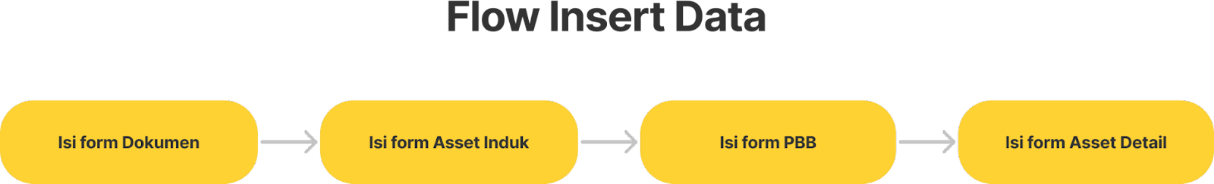 Flow Insert Data
Isi form Dokumen
Isi form Asset Induk
Isi form PBB
Isi form Asset Detail